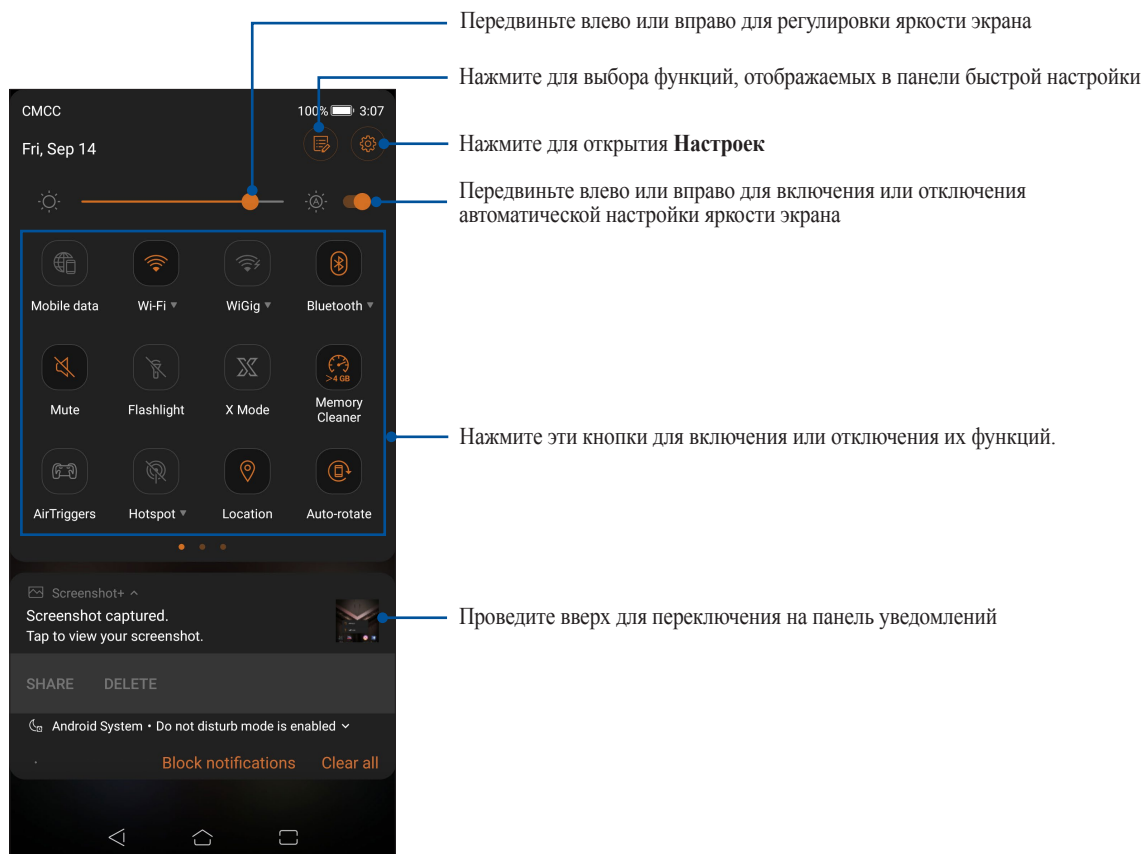 Передвиньте влево или вправо для регулировки яркости экрана
Нажмите для выбора функций, отображаемых в панели быстрой настройки
CMCC
100% 3:07
Fri, Sep 14
Нажмите для открытия Настроек
Передвиньте влево или вправо для включения или отключения
автоматической настройки яркости экрана
A
Mobile data Wi-Fi WiGig Bluetooth
>4 GB
Mute Flashlight X Mode Memory
Cleaner
Нажмите эти кнопки для включения или отключения их функций.
AirTriggers Hotspot Location Auto-rotate
Screenshot+
Screenshot captured.
Tap to view your screenshot.
Проведите вверх для переключения на панель уведомлений
SHARE DELETE
Android System • Do not disturb mode is enabled
Block notifications Clear all